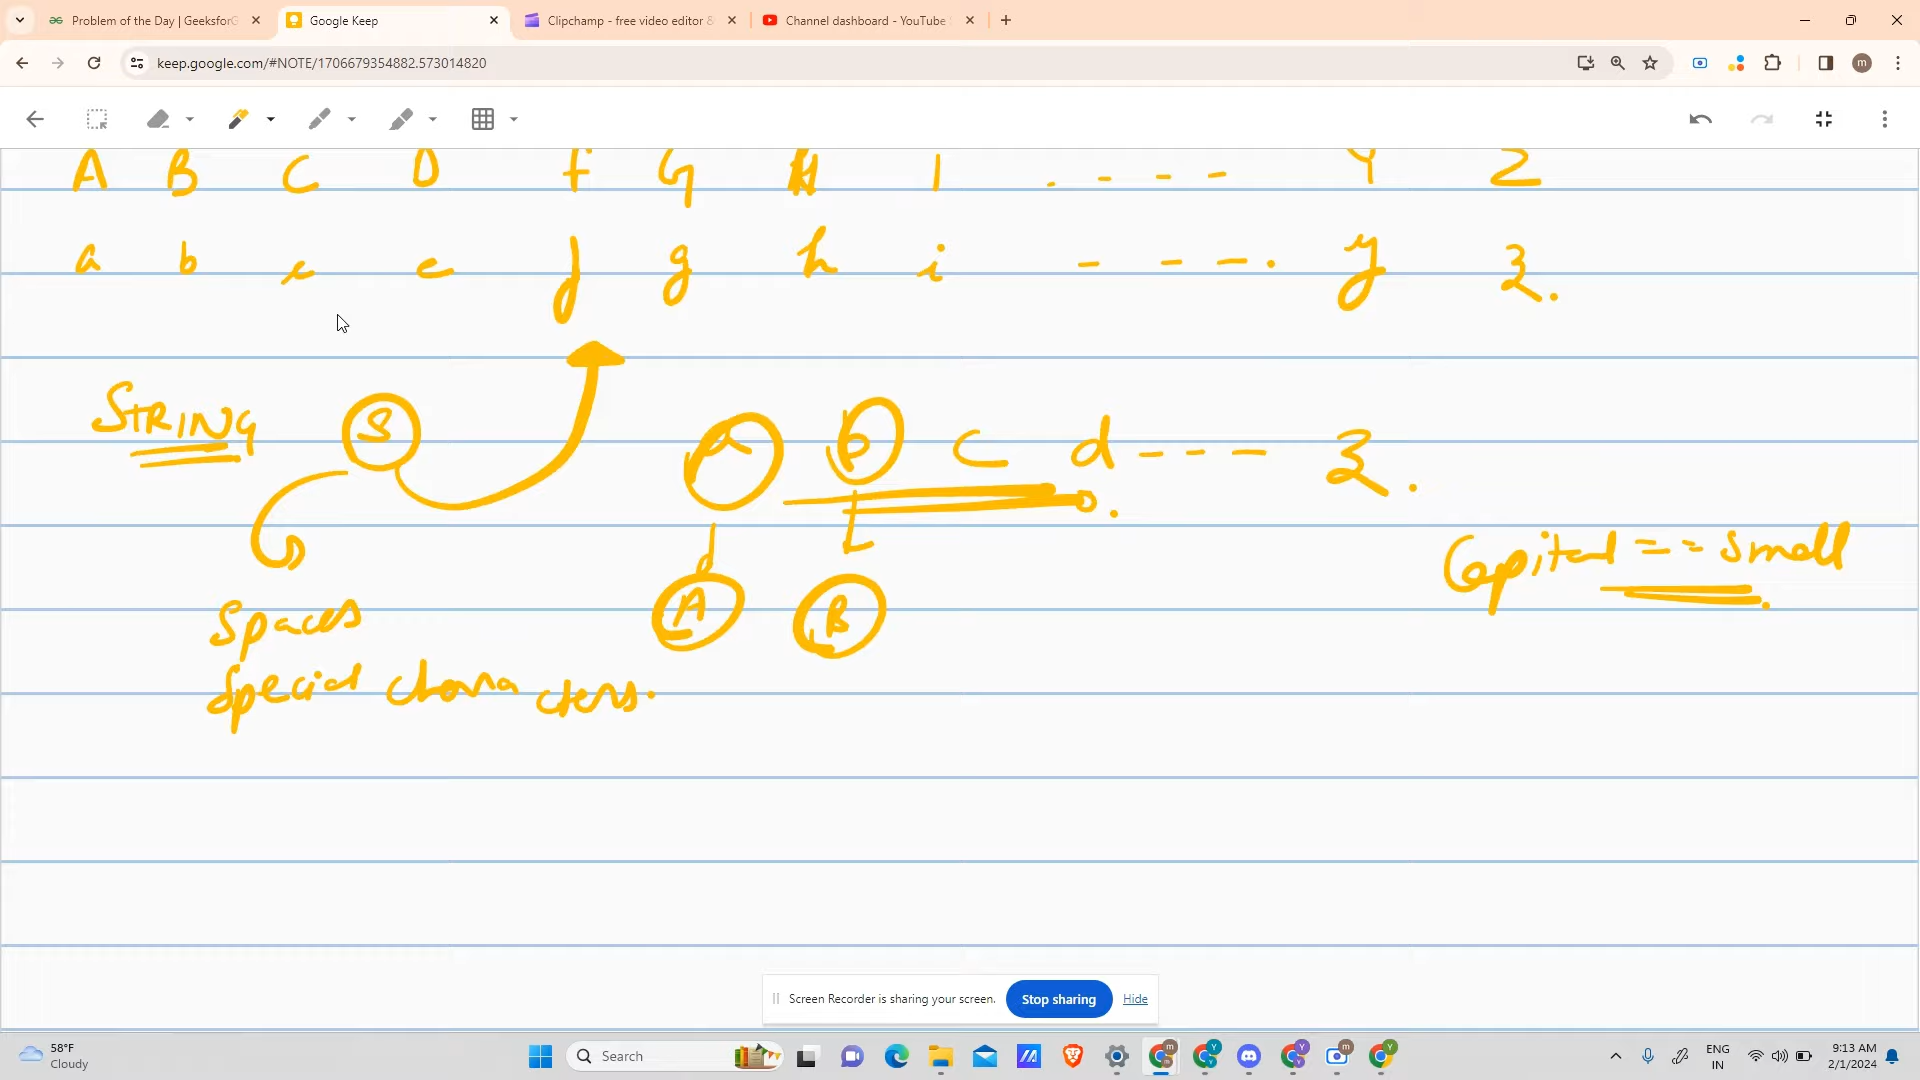 Problem of the Day | GeeksforG
Google Keep
Clipchamp - free video editor &
Channel dashboard - YouTube
keep.google.com/#NOTE/1706679354882.573014820
m
A B C D F G H I . - - - Y Z
a b c e f g h i - - - . y z.
STRING S a b c d - - - z.
Capital == small
A B
Spaces
Special characters.
Screen Recorder is sharing your screen. Stop sharing Hide
58°F
Cloudy
Search
ENG
IN
9:13 AM
2/1/2024